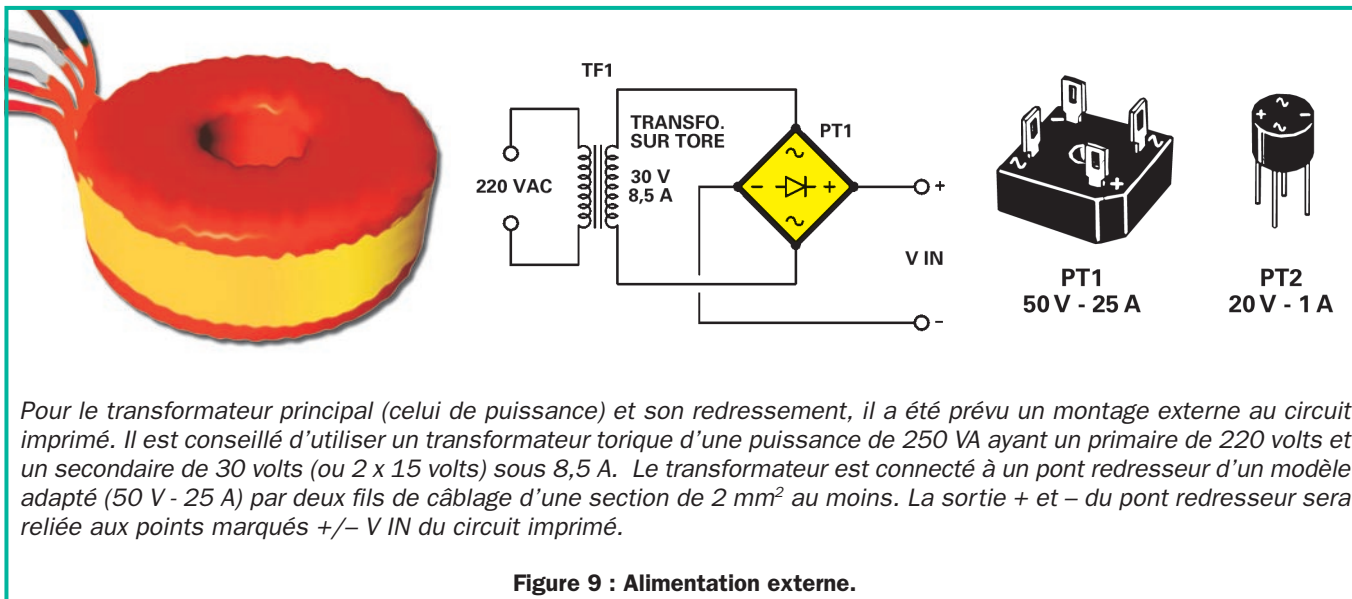 TF1
TRANSFO.
SUR TORE
PT1
220 VAC
30 V
8,5 A
~
- +
~
+
V IN
–
~ - ~ +
PT1
50 V - 25 A
~
+ -
~
PT2
20 V - 1 A
Pour le transformateur principal (celui de puissance) et son redressement, il a été prévu un montage externe au circuit
imprimé. Il est conseillé d’utiliser un transformateur torique d’une puissance de 250 VA ayant un primaire de 220 volts et
un secondaire de 30 volts (ou 2 x 15 volts) sous 8,5 A. Le transformateur est connecté à un pont redresseur d’un modèle
adapté (50 V - 25 A) par deux fils de câblage d’une section de 2 mm² au moins. La sortie + et – du pont redresseur sera
reliée aux points marqués +/– V IN du circuit imprimé.
Figure 9 : Alimentation externe.